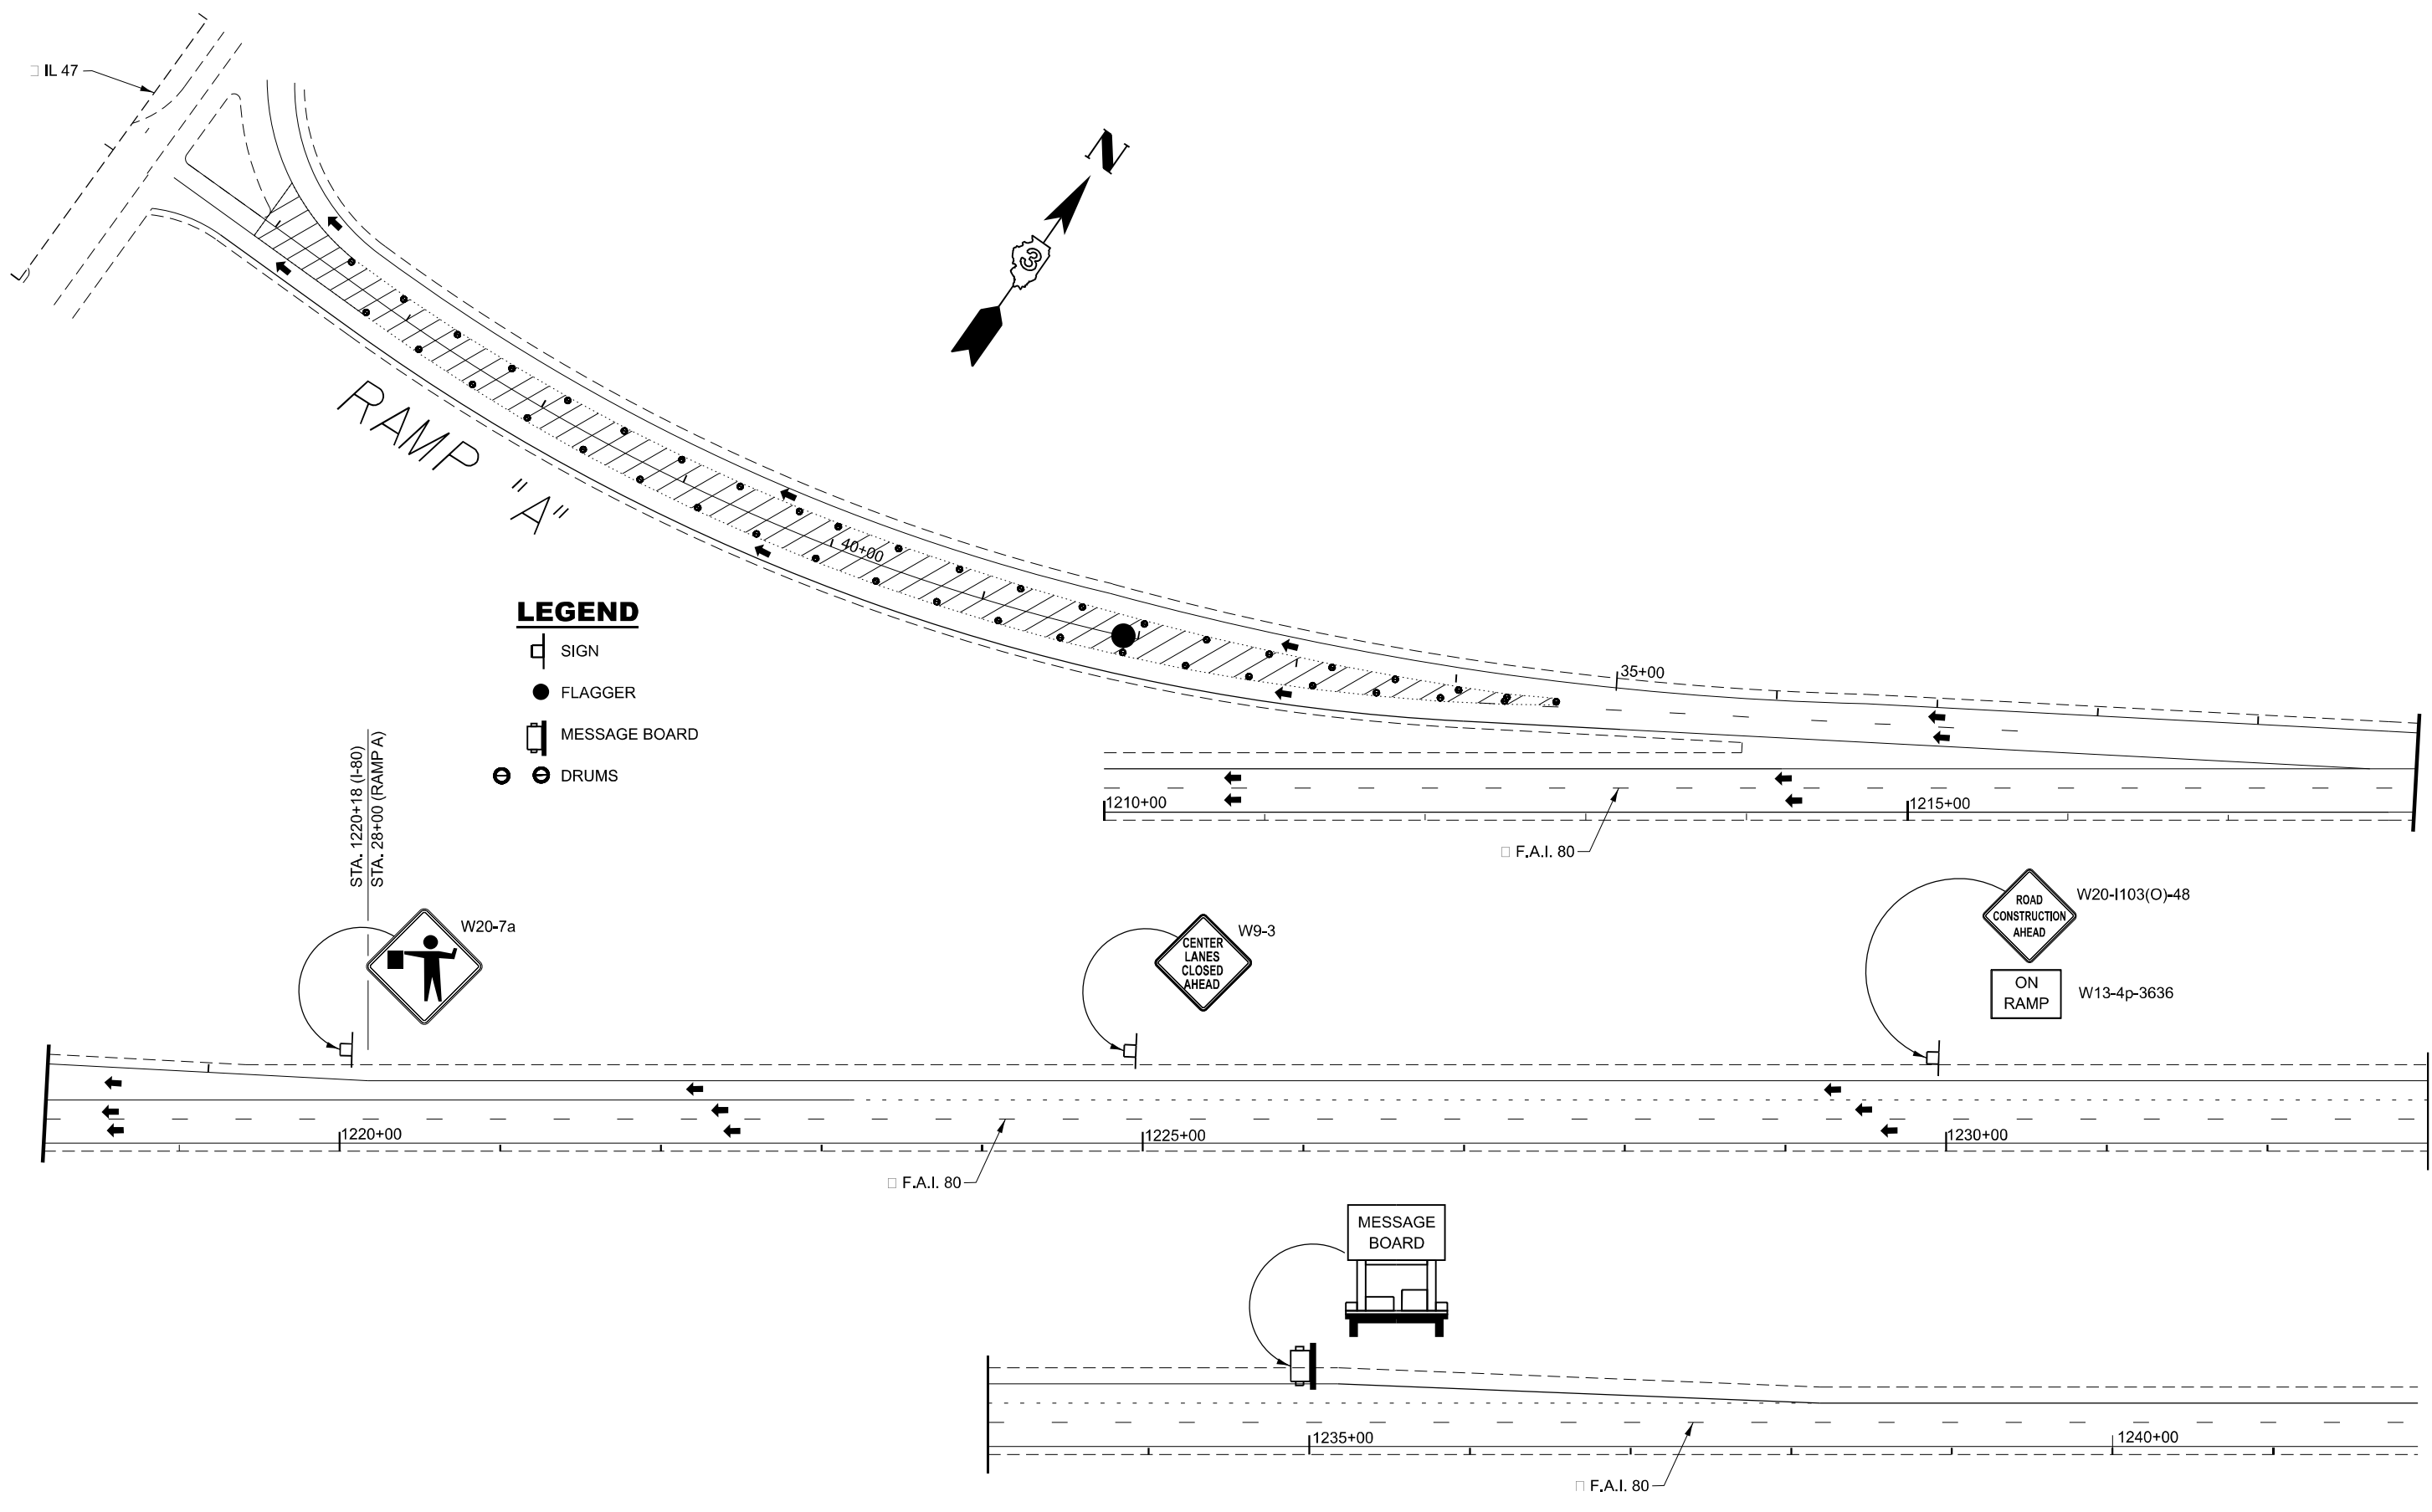 IL 47
N
3
RAMP "A"
40+00
35+00
LEGEND
SIGN
FLAGGER
MESSAGE BOARD
DRUMS
1210+00
1215+00
F.A.I. 80
STA. 1220+18 (I-80)
STA. 28+00 (RAMP A)
W20-7a
CENTER
LANES
CLOSED
AHEAD
W9-3
ROAD
CONSTRUCTION
AHEAD
W20-I103(O)-48
ON
RAMP
W13-4p-3636
1220+00
1225+00
1230+00
F.A.I. 80
MESSAGE
BOARD
1235+00
1240+00
F.A.I. 80